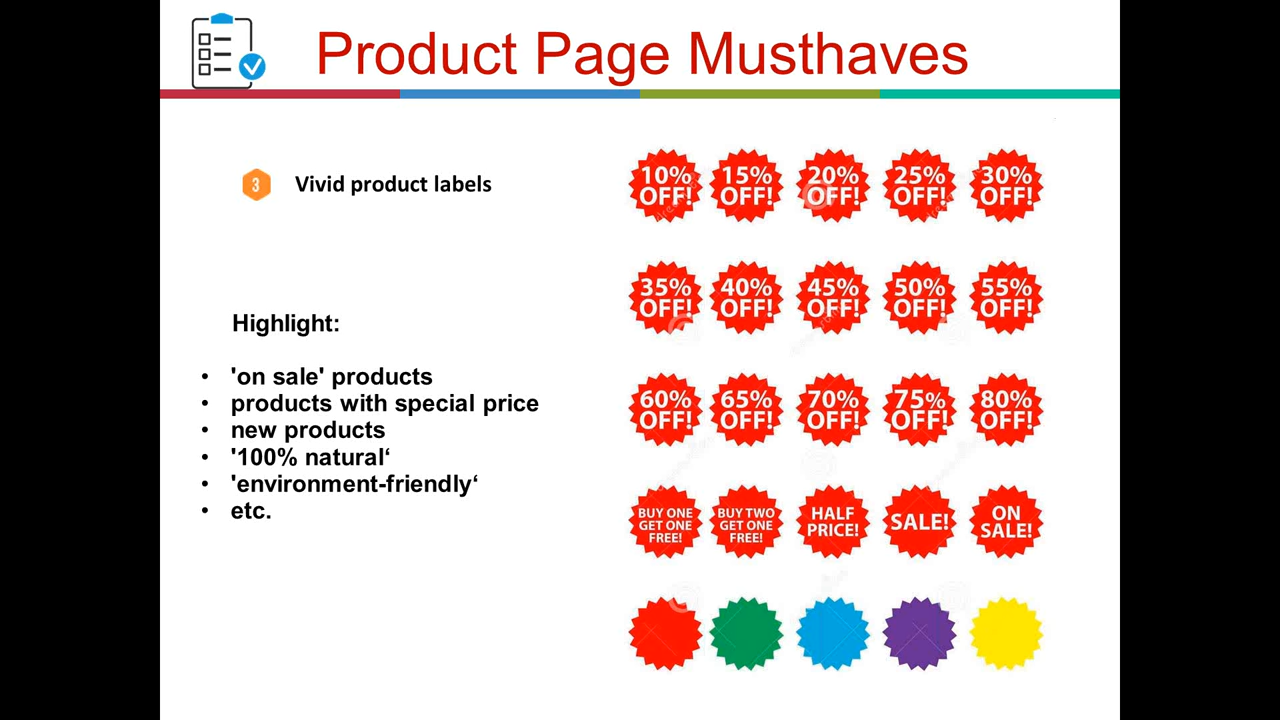 Product Page Musthaves
3 Vivid product labels
Highlight:
• 'on sale' products
• products with special price
• new products
• '100% natural‘
• 'environment-friendly‘
• etc.
10% OFF!
15% OFF!
20% OFF!
25% OFF!
30% OFF!
35% OFF!
40% OFF!
45% OFF!
50% OFF!
55% OFF!
60% OFF!
65% OFF!
70% OFF!
75% OFF!
80% OFF!
BUY ONE
GET ONE
FREE!
BUY TWO
GET ONE
FREE!
HALF
PRICE!
SALE!
ON
SALE!